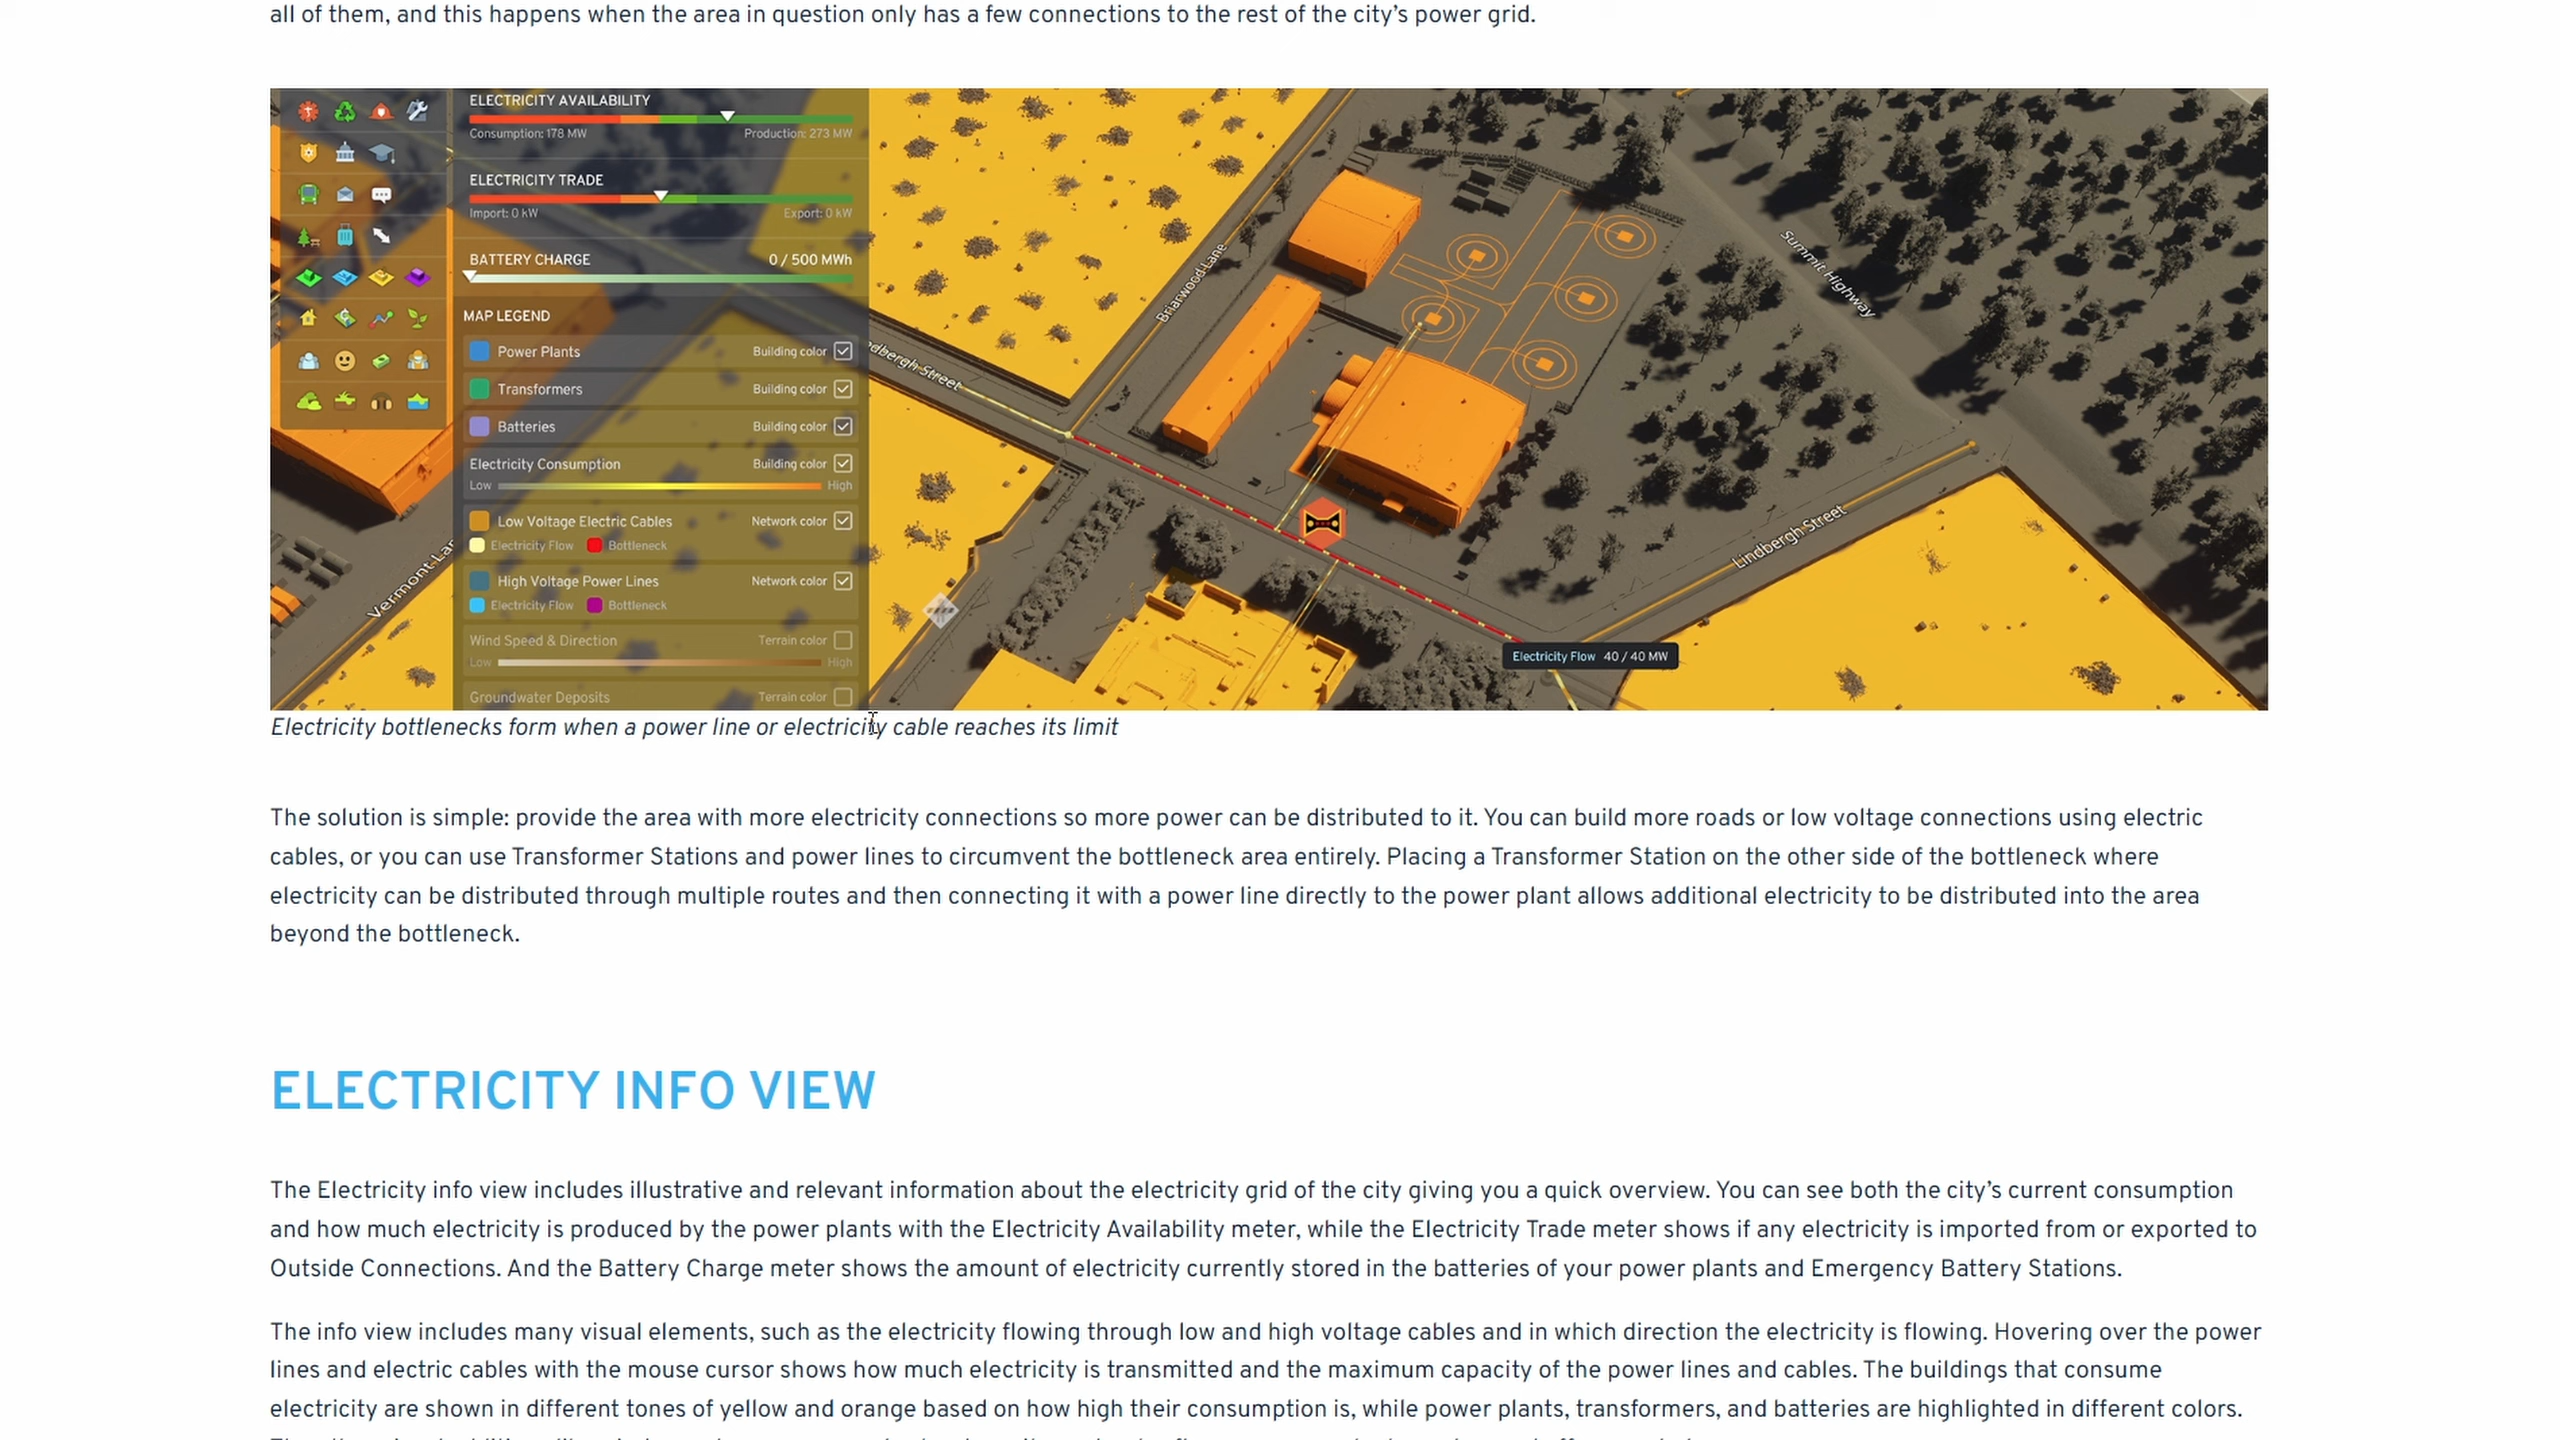 all of them, and this happens when the area in question only has a few connections to the rest of the city's power grid.
ELECTRICITY AVAILABILITY
Consumption: 178 MW
Production: 273 MW
ELECTRICITY TRADE
Import: 0 kW
Export: 0 kW
BATTERY CHARGE
0 / 500 MWh
MAP LEGEND
Power Plants
Building color
Transformers
Building color
Batteries
Building color
Electricity Consumption
Building color
Low
High
Low Voltage Electric Cables
Network color
Electricity Flow
Bottleneck
High Voltage Power Lines
Network color
Electricity Flow
Bottleneck
Wind Speed & Direction
Terrain color
Low
High
Groundwater Deposits
Terrain color
Vermont Lan
ndbergh Street
Briarwood Lane
Summit Highway
Lindbergh Street
Electricity Flow 40 / 40 MW
Electricity bottlenecks form when a power line or electricity cable reaches its limit
The solution is simple: provide the area with more electricity connections so more power can be distributed to it. You can build more roads or low voltage connections using electric
cables, or you can use Transformer Stations and power lines to circumvent the bottleneck area entirely. Placing a Transformer Station on the other side of the bottleneck where
electricity can be distributed through multiple routes and then connecting it with a power line directly to the power plant allows additional electricity to be distributed into the area
beyond the bottleneck.
ELECTRICITY INFO VIEW
The Electricity info view includes illustrative and relevant information about the electricity grid of the city giving you a quick overview. You can see both the city's current consumption
and how much electricity is produced by the power plants with the Electricity Availability meter, while the Electricity Trade meter shows if any electricity is imported from or exported to
Outside Connections. And the Battery Charge meter shows the amount of electricity currently stored in the batteries of your power plants and Emergency Battery Stations.
The info view includes many visual elements, such as the electricity flowing through low and high voltage cables and in which direction the electricity is flowing. Hovering over the power
lines and electric cables with the mouse cursor shows how much electricity is transmitted and the maximum capacity of the power lines and cables. The buildings that consume
electricity are shown in different tones of yellow and orange based on how high their consumption is, while power plants, transformers, and batteries are highlighted in different colors.